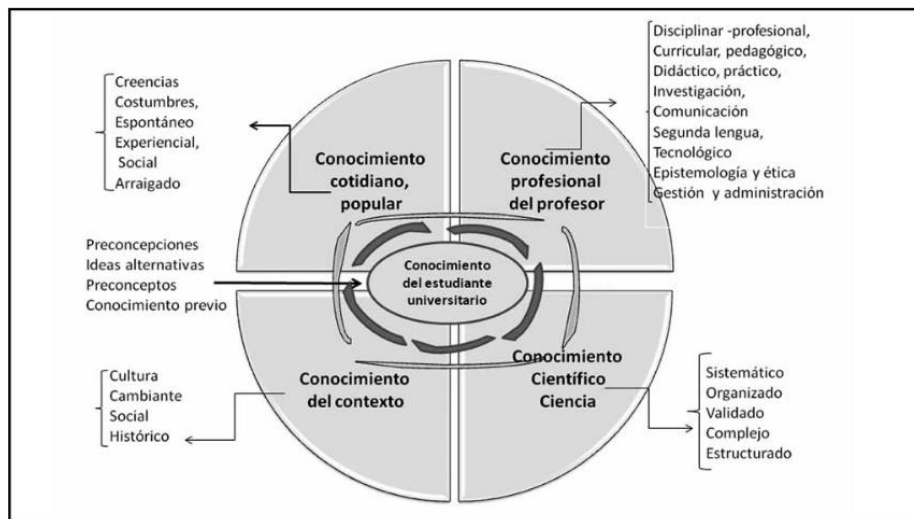 Creencias
Costumbres,
Espontáneo
Experiencial,
Social
Arraigado
Disciplinar -profesional,
Curricular, pedagógico,
Didáctico, práctico,
Investigación,
Comunicación
Segunda lengua,
Tecnológico
Epistemología y ética
Gestión y administración
Conocimiento
cotidiano,
popular
Conocimiento
profesional
del profesor
Preconcepciones
Ideas alternativas
Preconceptos
Conocimiento previo
Conocimiento
del estudiante
universitario
Conocimiento
del contexto
Conocimiento
Científico
Ciencia
Cultura
Cambiante
Social
Histórico
Sistemático
Organizado
Validado
Complejo
Estructurado